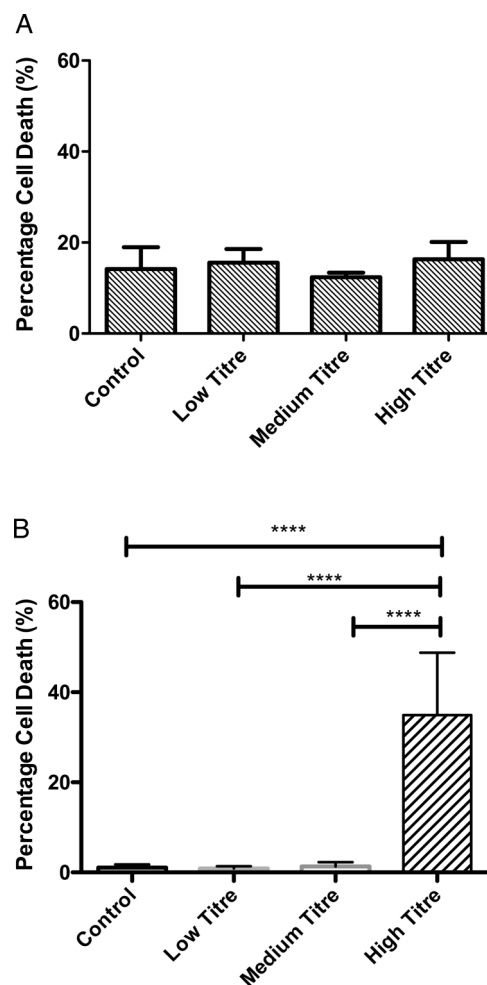 A
Percentage Cell Death (%)
60
40
20
0
Control
Low Titre
Medium Titre
High Titre
B
****
****
****
Percentage Cell Death (%)
60
40
20
0
Control
Low Titre
Medium Titre
High Titre